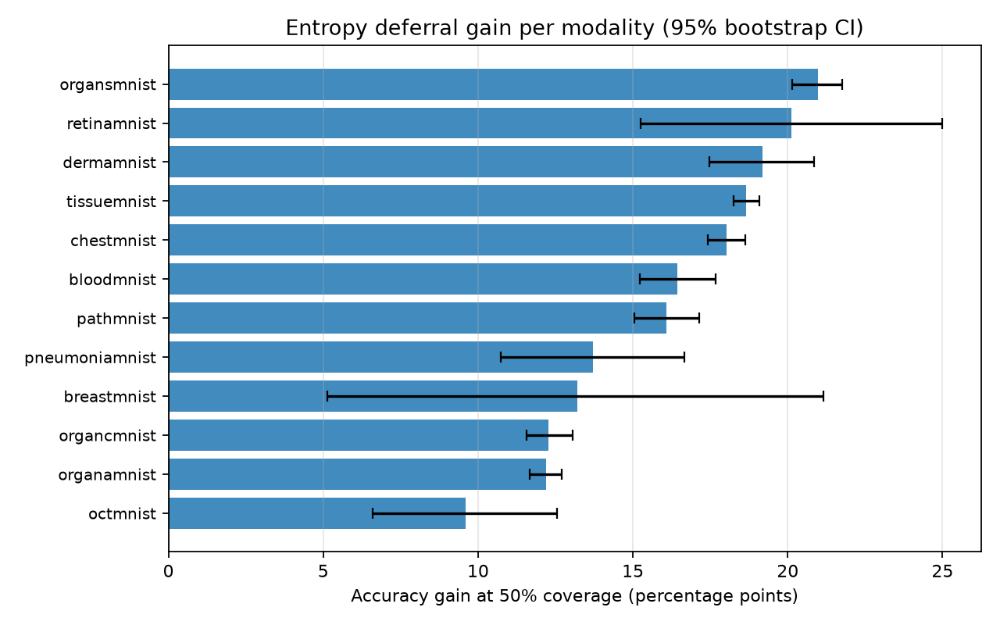 Entropy deferral gain per modality (95% bootstrap CI)
organsmnist
retinamnist
dermamnist
tissuemnist
chestmnist
bloodmnist
pathmnist
pneumoniamnist
breastmnist
organcmnist
organamnist
octmnist
0 5 10 15 20 25
Accuracy gain at 50% coverage (percentage points)